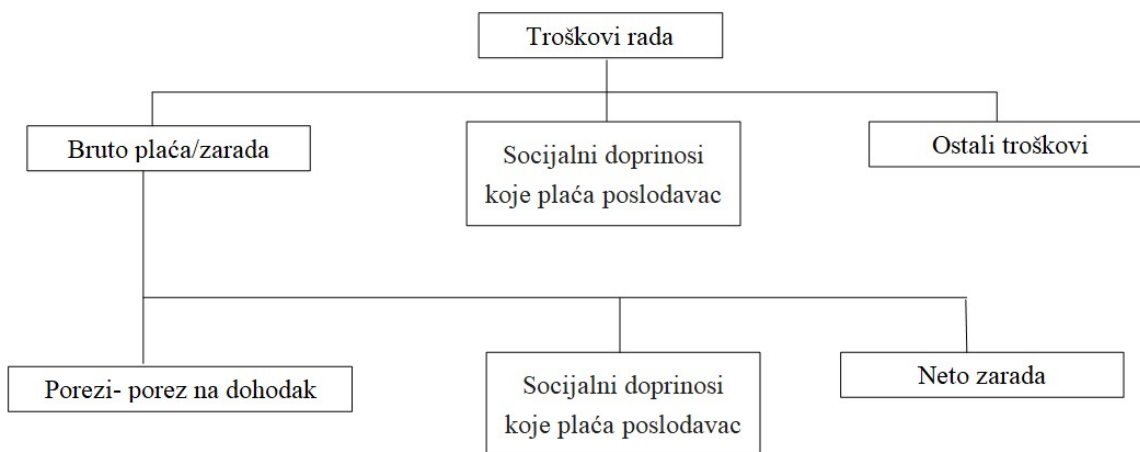 Troškovi rada
Bruto plaća/zarada
Socijalni doprinosi
koje plaća poslodavac
Ostali troškovi
Porezi- porez na dohodak
Socijalni doprinosi
koje plaća poslodavac
Neto zarada